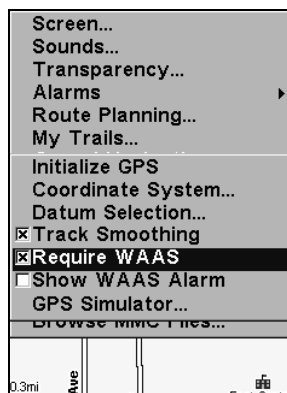 Screen...
Sounds...
Transparency...
Alarms
Route Planning...
My Trails...
Initialize GPS
Coordinate System...
Datum Selection...
Track Smoothing
Require WAAS
Show WAAS Alarm
GPS Simulator...
Browse MMC Files...
0.3mi
Ave